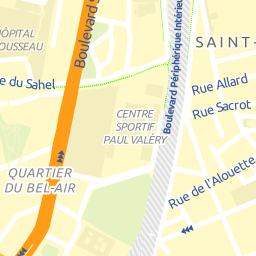 HÔPITAL
OUSSEAU
Boulevard S
Boulevard Périphérique Intérieur
SAINT-
e du Sahel
Rue Allard
Rue Sacrot
CENTRE
SPORTIF
PAUL VALÉRY
QUARTIER
DU BEL-AIR
Rue de l'Alouette